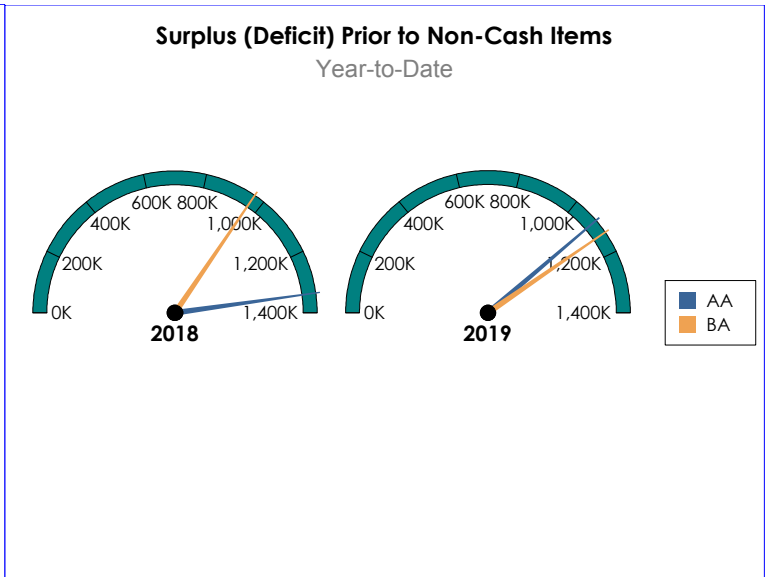 Surplus (Deficit) Prior to Non-Cash Items
Year-to-Date
0K
200K
400K
600K
800K
1,000K
1,200K
1,400K
2018
0K
200K
400K
600K
800K
1,000K
1,200K
1,400K
2019
AA
BA